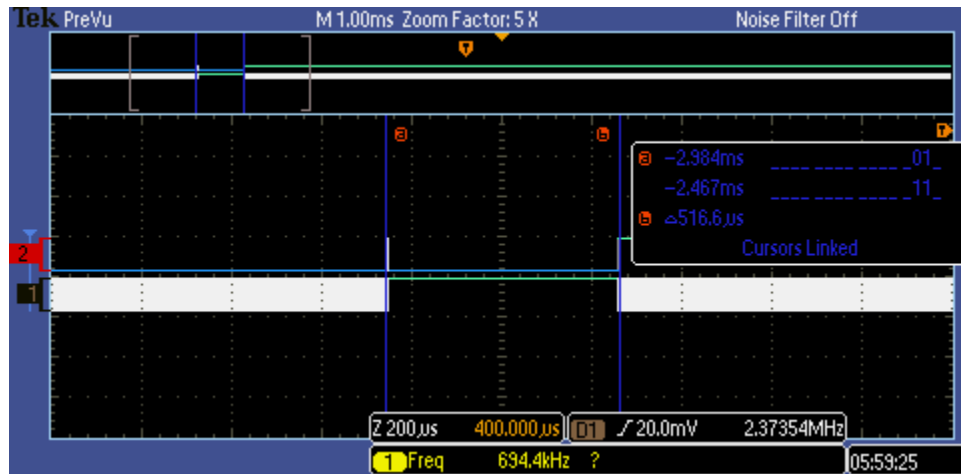 Tek PreVu M 1.00ms Zoom Factor: 5 X Noise Filter Off
T
T
a b
a -2.984ms ____ ____ ____ _01_
-2.467ms ____ ____ ____ _11_
b △516.6µs
Cursors Linked
2
1
Z 200µs 400.000µs D1 20.0mV 2.37354MHz
1 Freq 694.4kHz ?
05:59:25